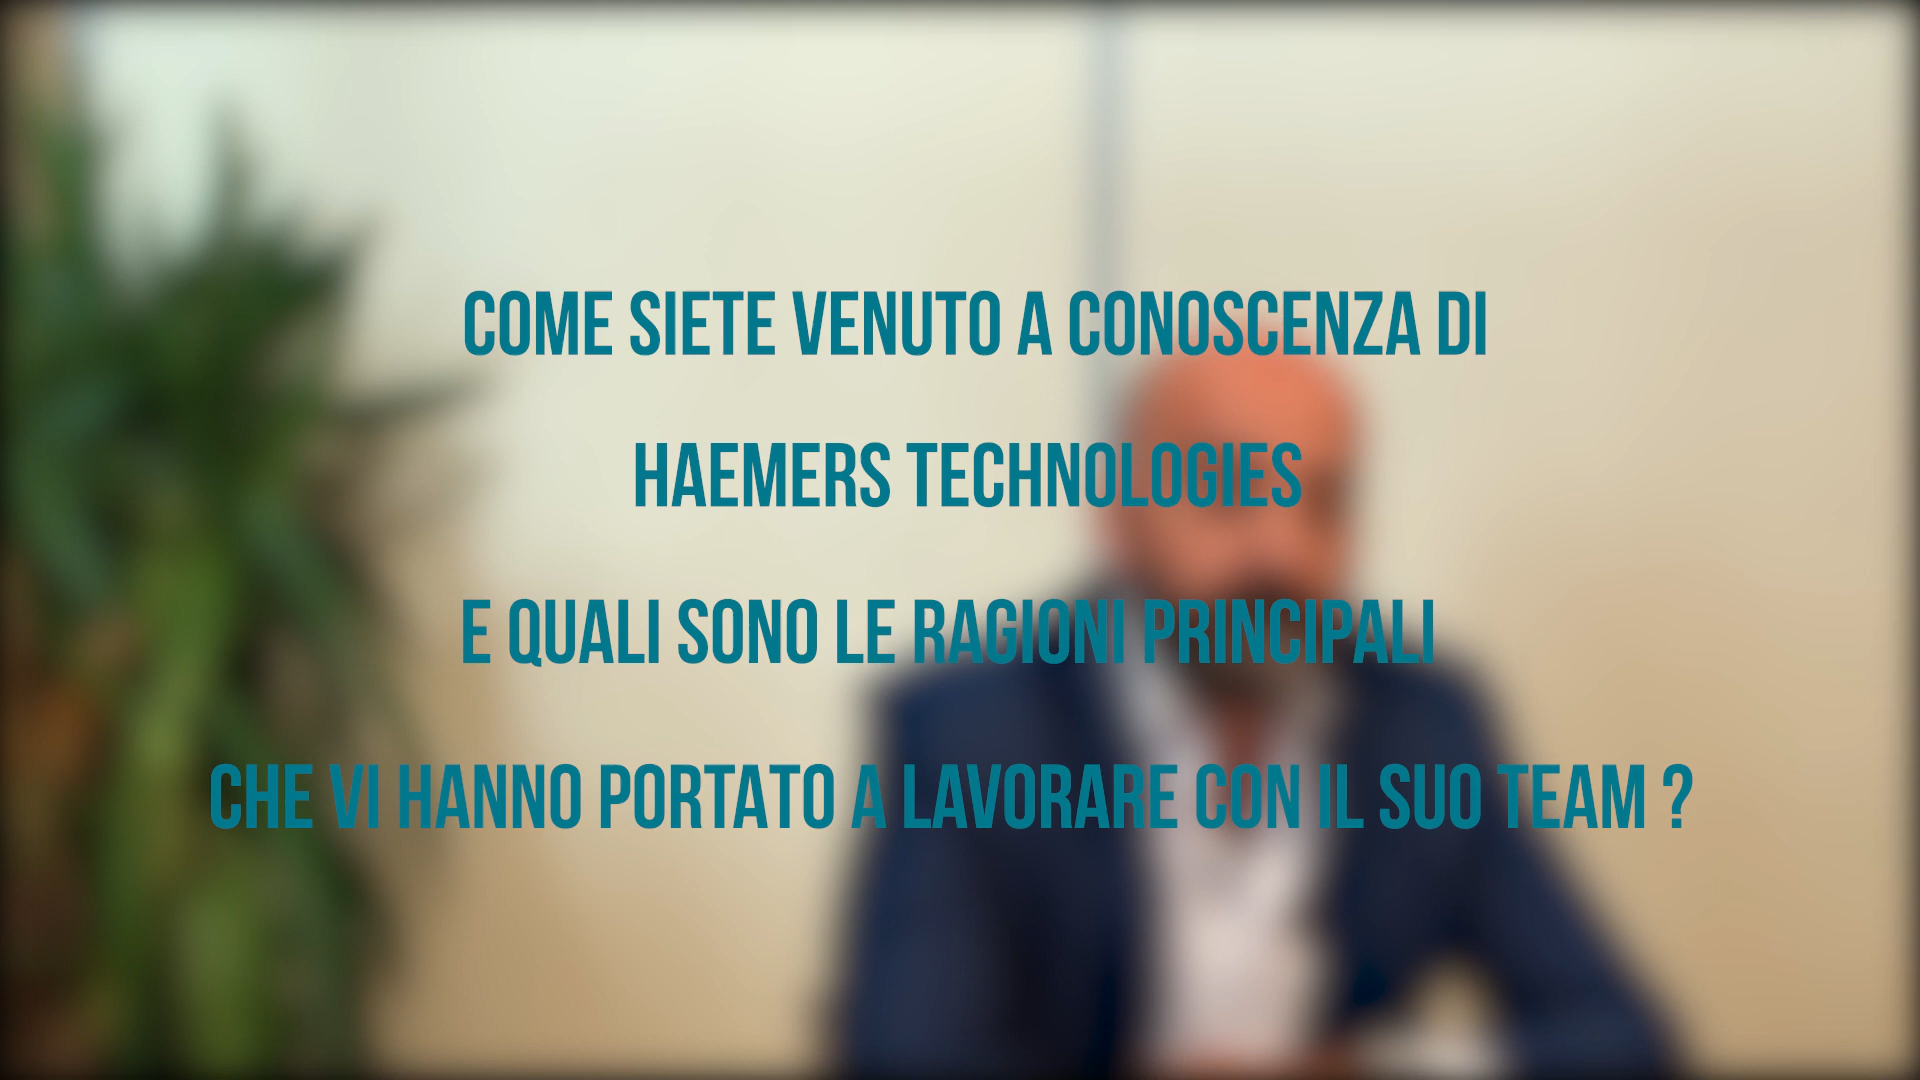 COME SIETE VENUTO A CONOSCENZA DI
HAEMERS TECHNOLOGIES
E QUALI SONO LE RAGIONI PRINCIPALI
CHE VI HANNO PORTATO A LAVORARE CON IL SUO TEAM ?